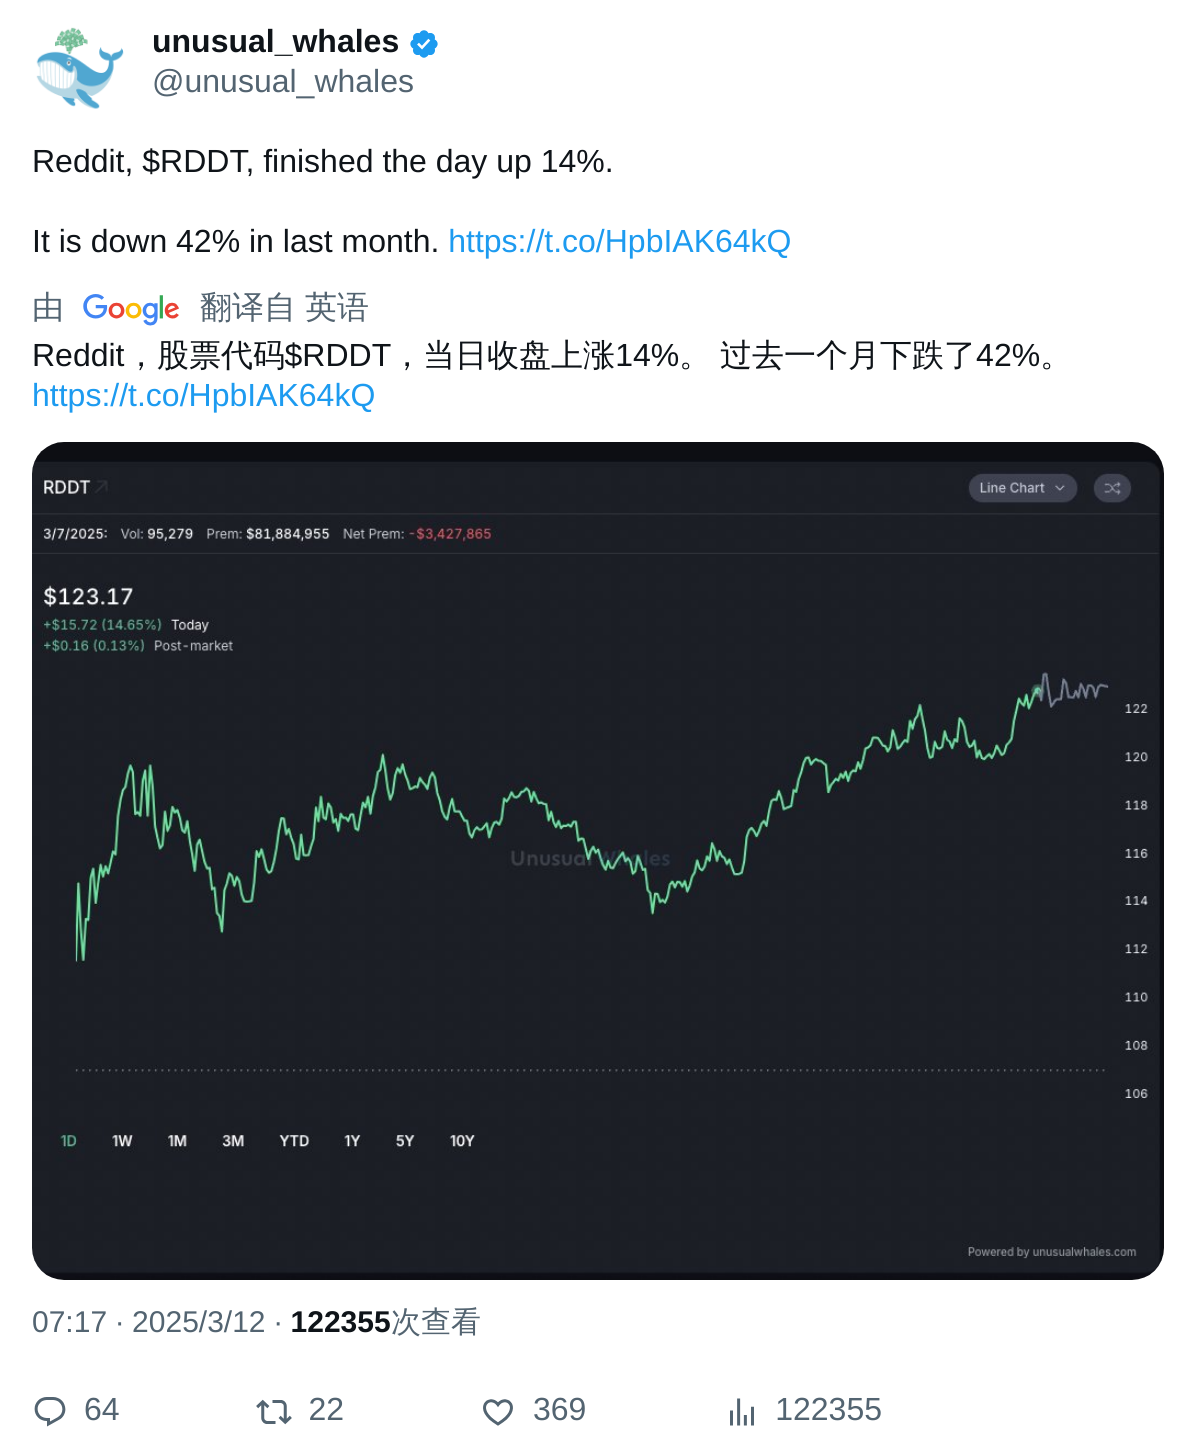 unusual_whales
@unusual_whales
Reddit, $RDDT, finished the day up 14%.
It is down 42% in last month. https://t.co/HpbIAK64kQ
由 Google 翻译自 英语
Reddit，股票代码$RDDT，当日收盘上涨14%。 过去一个月下跌了42%。
https://t.co/HpbIAK64kQ
RDDT Line Chart
3/7/2025: Vol: 95,279 Prem: $81,884,955 Net Prem: -$3,427,865
$123.17
+$15.72 (14.65%) Today
+$0.16 (0.13%) Post-market
122
120
118
116
Unusual Whales
114
112
110
108
106
1D 1W 1M 3M YTD 1Y 5Y 10Y
Powered by unusualwhales.com
07:17 · 2025/3/12 · 122355次查看
64 22 369 122355